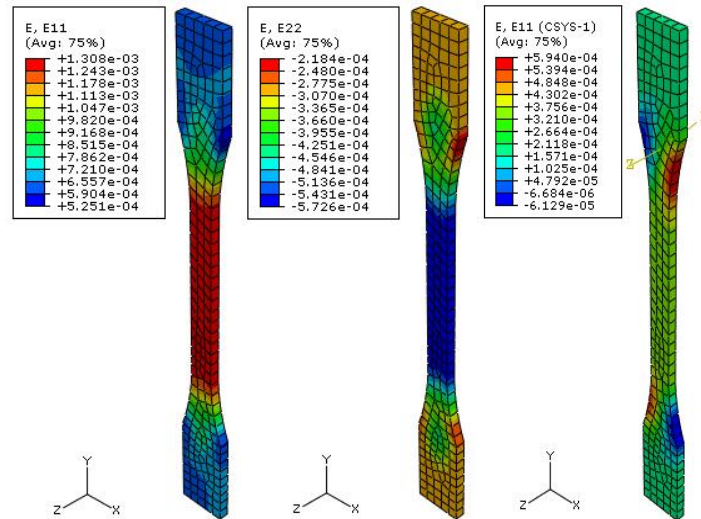 E, E11
(Avg: 75%)
+1.308e-03
+1.243e-03
+1.178e-03
+1.113e-03
+1.047e-03
+9.820e-04
+9.168e-04
+8.515e-04
+7.862e-04
+7.210e-04
+6.557e-04
+5.904e-04
+5.251e-04
E, E22
(Avg: 75%)
-2.184e-04
-2.480e-04
-2.775e-04
-3.070e-04
-3.365e-04
-3.660e-04
-3.955e-04
-4.251e-04
-4.546e-04
-4.841e-04
-5.136e-04
-5.431e-04
-5.726e-04
E, E11 (CSYS-1)
(Avg: 75%)
+5.940e-04
+5.394e-04
+4.848e-04
+4.302e-04
+3.756e-04
+3.210e-04
+2.664e-04
+2.118e-04
+1.571e-04
+1.025e-04
+4.792e-05
-6.684e-06
-6.129e-05
Z
Y
Z
X
Y
Z
X
Y
Z
X